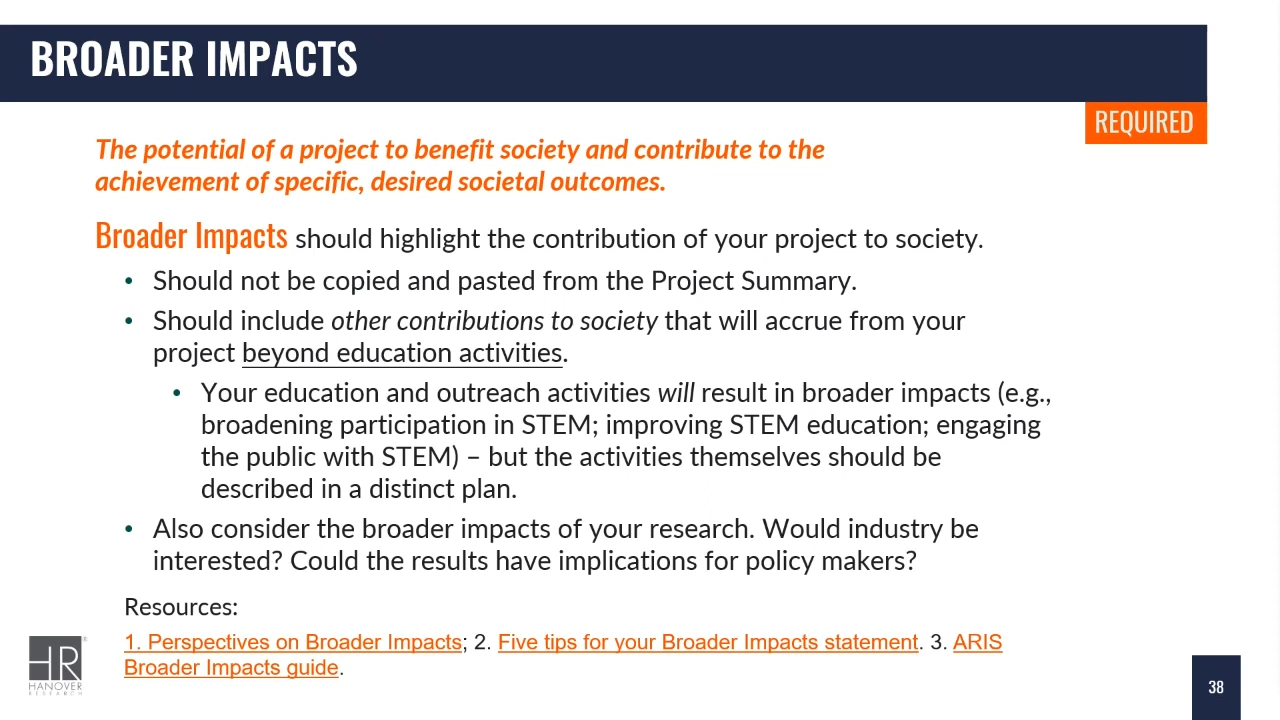 BROADER IMPACTS
REQUIRED
The potential of a project to benefit society and contribute to the
achievement of specific, desired societal outcomes.
Broader Impacts should highlight the contribution of your project to society.
• Should not be copied and pasted from the Project Summary.
• Should include other contributions to society that will accrue from your
project beyond education activities.
• Your education and outreach activities will result in broader impacts (e.g.,
broadening participation in STEM; improving STEM education; engaging
the public with STEM) – but the activities themselves should be
described in a distinct plan.
• Also consider the broader impacts of your research. Would industry be
interested? Could the results have implications for policy makers?
Resources:
1. Perspectives on Broader Impacts; 2. Five tips for your Broader Impacts statement. 3. ARIS
Broader Impacts guide.
HR®
HANOVER
RESEARCH
38